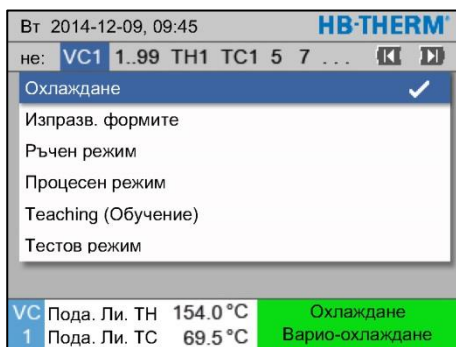 Вт 2014-12-09, 09:45 HB-THERM®
не: VC1 1..99 TH1 TC1 5 7 ...
Охлаждане
Изпразв. формите
Ръчен режим
Процесен режим
Teaching (Обучение)
Тестов режим
VC Пода. Ли. TH 154.0 °C Охлаждане
1 Пода. Ли. TC 69.5 °C Варио-охлаждане